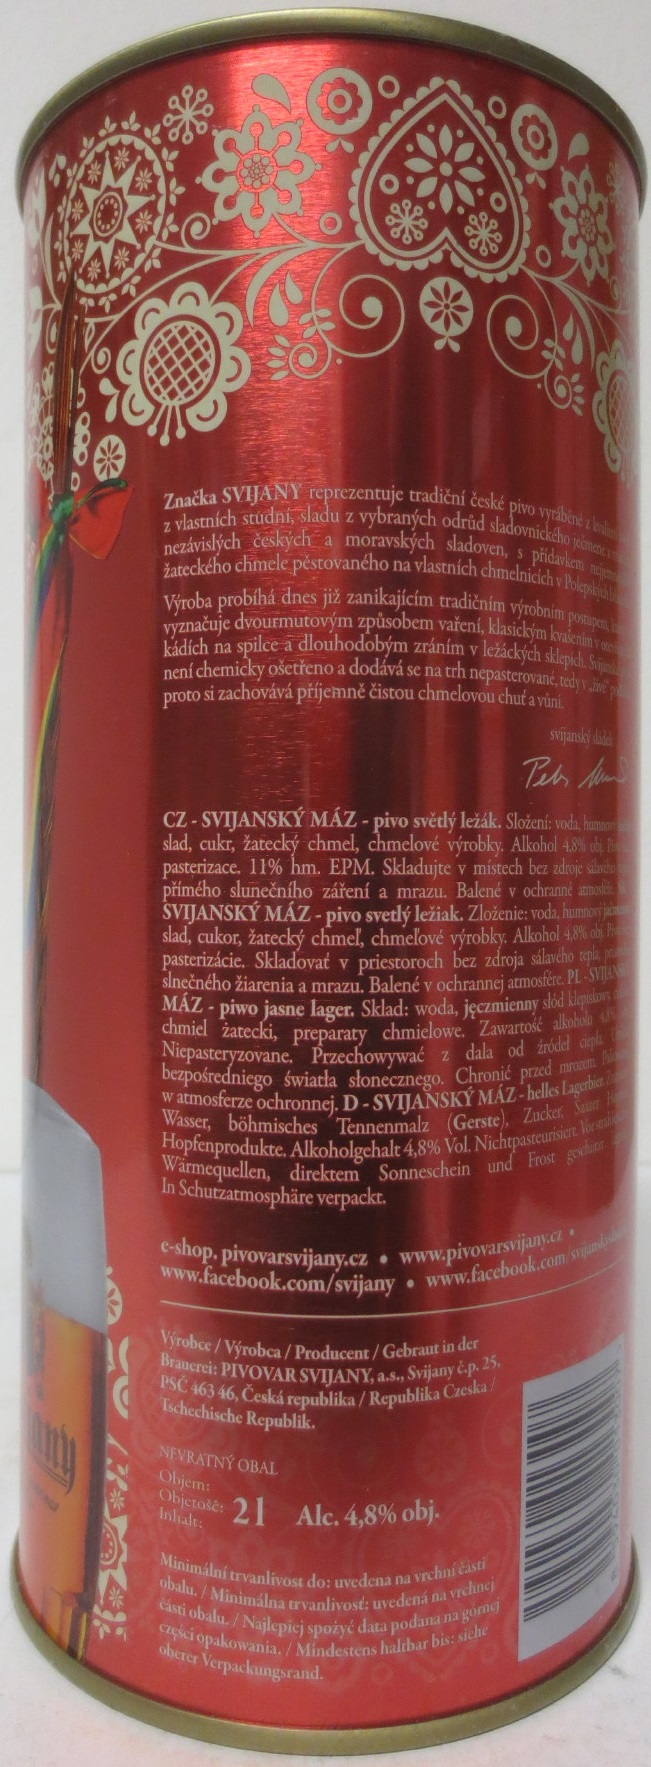 Značka SVIJANY reprezentuje tradiční české pivo vyráběné z
z vlastních studní, sladu z vybraných odrůd sladovnického ječmene
nezávislých českých a moravských sladoven, s přídavkem
žateckého chmele pěstovaného na vlastních chmelnicích v Polepských
Výroba probíhá dnes již zanikajícím tradičním výrobním postupem,
vyznačuje dvourmutovým způsobem vaření, klasickým kvašením v
kádích na spilce a dlouhodobým zráním v ležáckých sklepích.
není chemicky ošetřeno a dodává se na trh nepasterované, tedy v „živé"
proto si zachovává příjemně čistou chmelovou chuť a vůni.
svijanský sládek
CZ - SVIJANSKÝ MÁZ - pivo světlý ležák. Složení: voda,
slad, cukr, žatecký chmel, chmelové výrobky. Alkohol 4,8% obj.
pasterizace. 11% hm. EPM. Skladujte v místech bez zdroje sálavého
přímého slunečního záření a mrazu. Balené v ochranné atmosféře.
SVIJANSKÝ MÁZ - pivo svetlý ležiak. Zloženie: voda, humnový
slad, cukor, žatecký chmeľ, chmeľové výrobky. Alkohol 4,8% obj.
pasterizácie. Skladovať v priestoroch bez zdroja sálavého tepla,
slnečného žiarenia a mrazu. Balené v ochrannej atmosfére. PL - SVIJANSKÝ
MÁZ - piwo jasne lager. Skład: woda, jęczmienny słód klepiskowy,
chmiel żatecki, preparaty chmielowe. Zawartość alkoholu 4,8%
Niepasteryzowane. Przechowywać z dala od źródeł ciepła.
bezpośredniego światła słonecznego. Chronić przed mrozem.
w atmosferze ochronnej. D - SVIJANSKÝ MÁZ - helles Lagerbier.
Wasser, böhmisches Tennenmalz (Gerste), Zucker, Saazer
Hopfenprodukte. Alkoholgehalt 4,8% Vol. Nichtpasteurisiert. Vor
Wärmequellen, direktem Sonneschein und Frost geschützt
In Schutzatmosphäre verpackt.
e-shop. pivovarsvijany.cz • www.pivovarsvijany.cz •
www.facebook.com/svijany • www.facebook.com/
Výrobce / Výrobca / Producent / Gebraut in der
Brauerei: PIVOVAR SVIJANY, a.s., Svijany č.p. 25,
PSČ 463 46, Česká republika / Republika Czeska /
Tschechische Republik.
NEVRATNÝ OBAL
Objem:
Objętość: 2 l Alc. 4,8% obj.
Inhalt:
Minimální trvanlivost do: uvedena na vrchní části
obalu. / Minimálna trvanlivosť: uvedená na vrchnej
časti obalu. / Najlepiej spożyć data podana na górnej
części opakowania. / Mindestens haltbar bis: siehe
oberer Verpackungsrand.